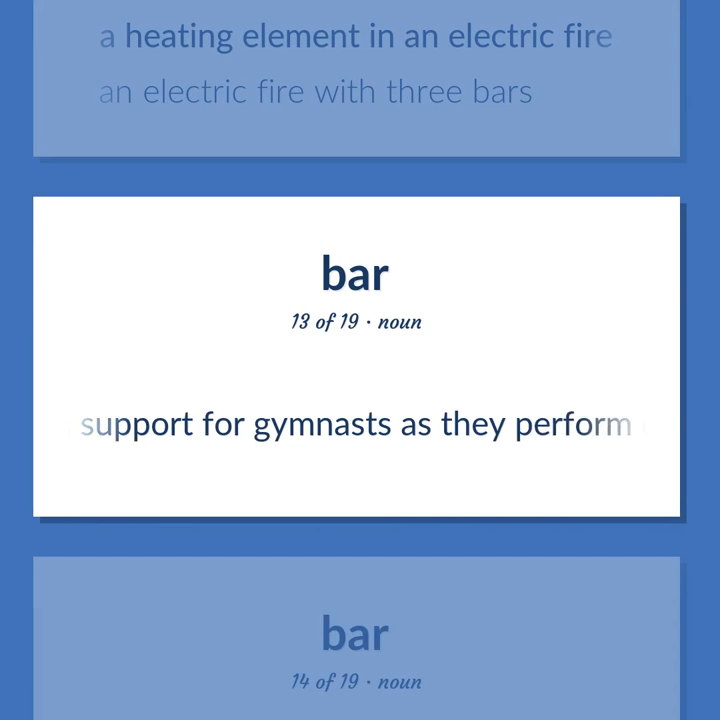 a heating element in an electric fire
an electric fire with three bars
bar
13 of 19 · noun
support for gymnasts as they perform
bar
14 of 19 · noun